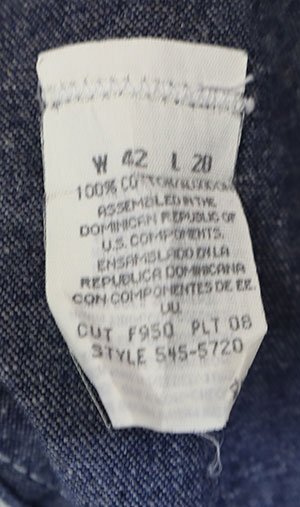 W 42 L 28
100% COTTON/ALGODON
ASSEMBLED IN THE
DOMINICAN REPUBLIC OF
U.S. COMPONENTS.
ENSAMBLADO EN LA
REPUBLICA DOMINICANA
CON COMPONENTES DE EE.
UU.
CUT F950 PLT 08
STYLE 545-5720